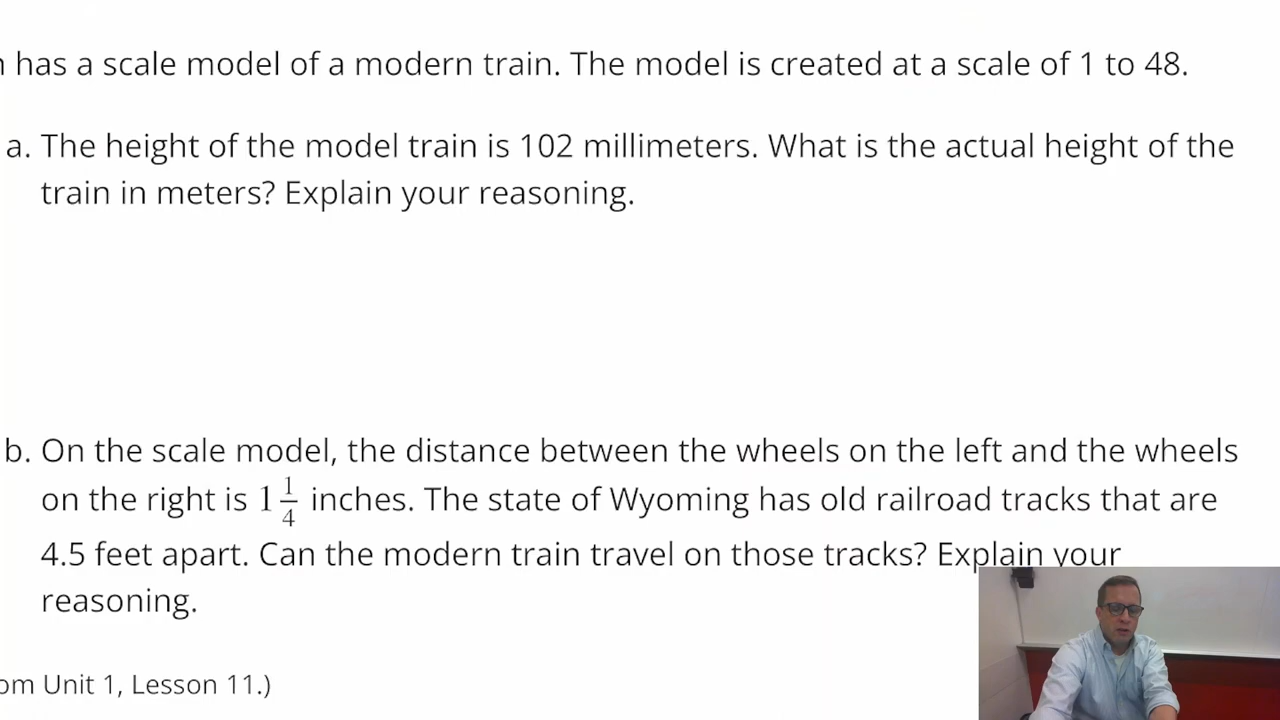 has a scale model of a modern train. The model is created at a scale of 1 to 48.
a. The height of the model train is 102 millimeters. What is the actual height of the
train in meters? Explain your reasoning.
b. On the scale model, the distance between the wheels on the left and the wheels
on the right is 1 1/4 inches. The state of Wyoming has old railroad tracks that are
4.5 feet apart. Can the modern train travel on those tracks? Explain your
reasoning.
om Unit 1, Lesson 11.)